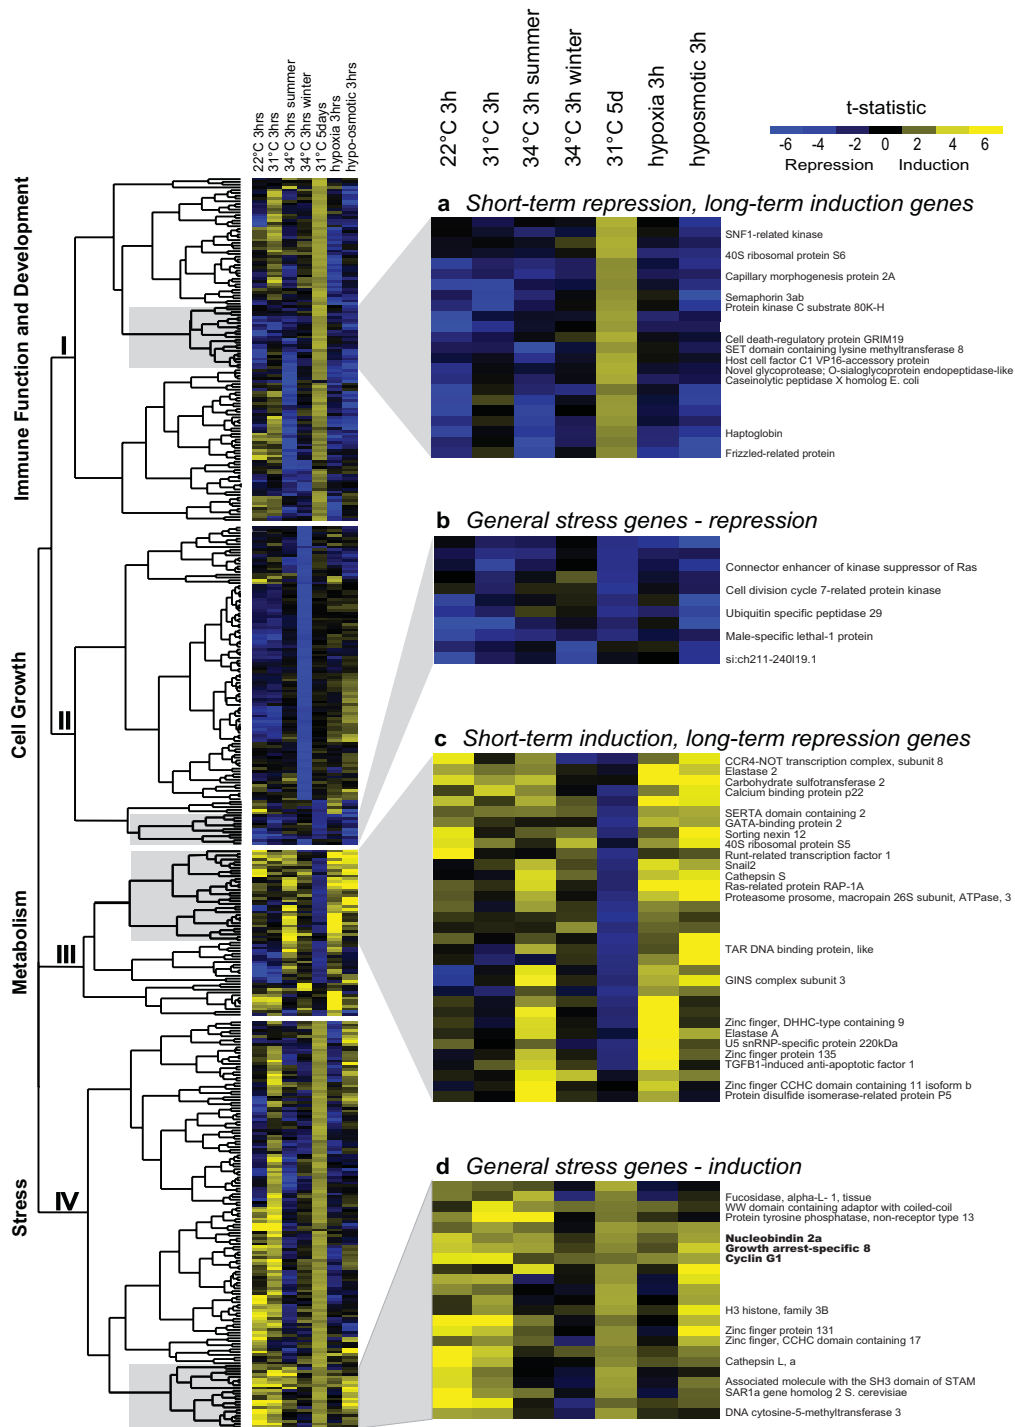 22°C 3hrs
31°C 3hrs
34°C 3hrs summer
34°C 3hrs winter
31°C 5days
hypoxia 3hrs
hypo-osmotic 3hrs
22°C 3h
31°C 3h
34°C 3h summer
34°C 3h winter
31°C 5d
hypoxia 3h
hyposmotic 3h
t-statistic
-6 -4 -2 0 2 4 6
Repression Induction
Immune Function and Development
Cell Growth
Metabolism
Stress
I
II
III
IV
a Short-term repression, long-term induction genes
SNF1-related kinase
40S ribosomal protein S6
Capillary morphogenesis protein 2A
Semaphorin 3ab
Protein kinase C substrate 80K-H
Cell death-regulatory protein GRIM19
SET domain containing lysine methyltransferase 8
Host cell factor C1 VP16-accessory protein
Novel glycoprotease; O-sialoglycoprotein endopeptidase-like
Caseinolytic peptidase X homolog E. coli
Haptoglobin
Frizzled-related protein
b General stress genes - repression
Connector enhancer of kinase suppressor of Ras
Cell division cycle 7-related protein kinase
Ubiquitin specific peptidase 29
Male-specific lethal-1 protein
si:ch211-240l19.1
c Short-term induction, long-term repression genes
CCR4-NOT transcription complex, subunit 8
Elastase 2
Carbohydrate sulfotransferase 2
Calcium binding protein p22
SERTA domain containing 2
GATA-binding protein 2
Sorting nexin 12
40S ribosomal protein S5
Runt-related transcription factor 1
Snail2
Cathepsin S
Ras-related protein RAP-1A
Proteasome prosome, macropain 26S subunit, ATPase, 3
TAR DNA binding protein, like
GINS complex subunit 3
Zinc finger, DHHC-type containing 9
Elastase A
U5 snRNP-specific protein 220kDa
Zinc finger protein 135
TGFB1-induced anti-apoptotic factor 1
Zinc finger CCHC domain containing 11 isoform b
Protein disulfide isomerase-related protein P5
d General stress genes - induction
Fucosidase, alpha-L- 1, tissue
WW domain containing adaptor with coiled-coil
Protein tyrosine phosphatase, non-receptor type 13
Nucleobindin 2a
Growth arrest-specific 8
Cyclin G1
H3 histone, family 3B
Zinc finger protein 131
Zinc finger, CCHC domain containing 17
Cathepsin L, a
Associated molecule with the SH3 domain of STAM
SAR1a gene homolog 2 S. cerevisiae
DNA cytosine-5-methyltransferase 3